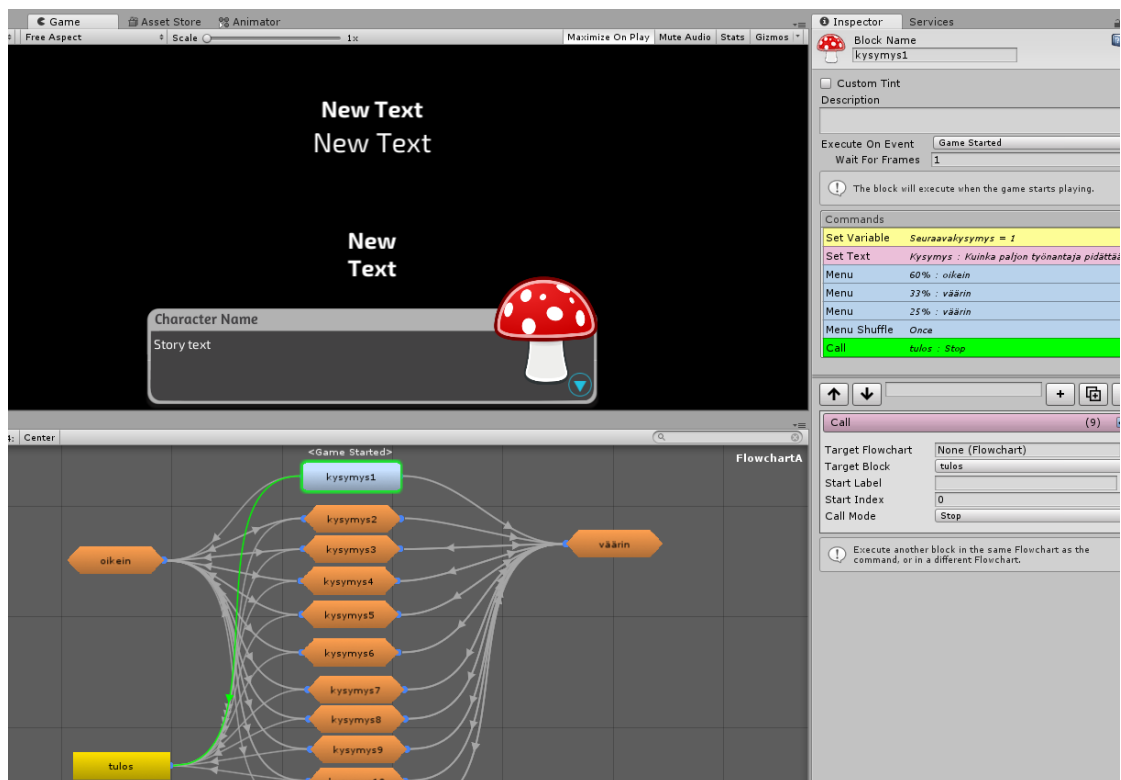 Game
Asset Store
Animator
Free Aspect
Scale
1x
Maximize On Play
Mute Audio
Stats
Gizmos
New Text
New Text
New
Text
Character Name
Story text
Center
<Game Started>
FlowchartA
kysymys1
kysymys2
kysymys3
kysymys4
kysymys5
kysymys6
kysymys7
kysymys8
kysymys9
oikein
väärin
tulos
Inspector
Services
Block Name
kysymys1
Custom Tint
Description
Execute On Event Game Started
Wait For Frames 1
The block will execute when the game starts playing.
Commands
Set Variable Seuraavakysymys = 1
Set Text Kysymys : Kuinka paljon työnantaja pidättää
Menu 60% : oikein
Menu 33% : väärin
Menu 25% : väärin
Menu Shuffle Once
Call tulos : Stop
+
Call (9)
Target Flowchart None (Flowchart)
Target Block tulos
Start Label
Start Index 0
Call Mode Stop
Execute another block in the same Flowchart as the
command, or in a different Flowchart.